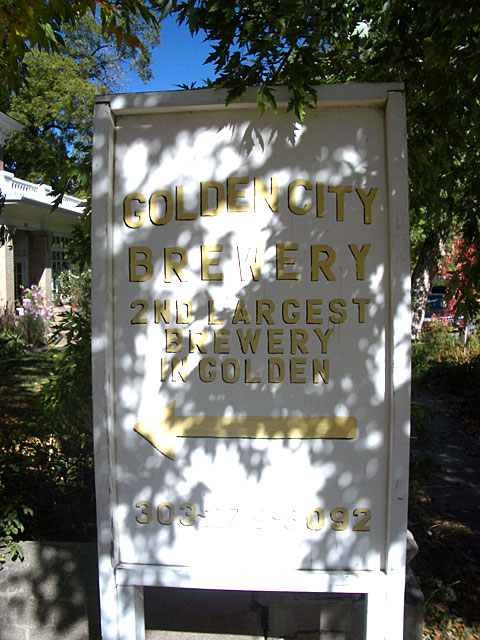 GOLDEN CITY
BREWERY
2ND LARGEST
BREWERY
IN GOLDEN